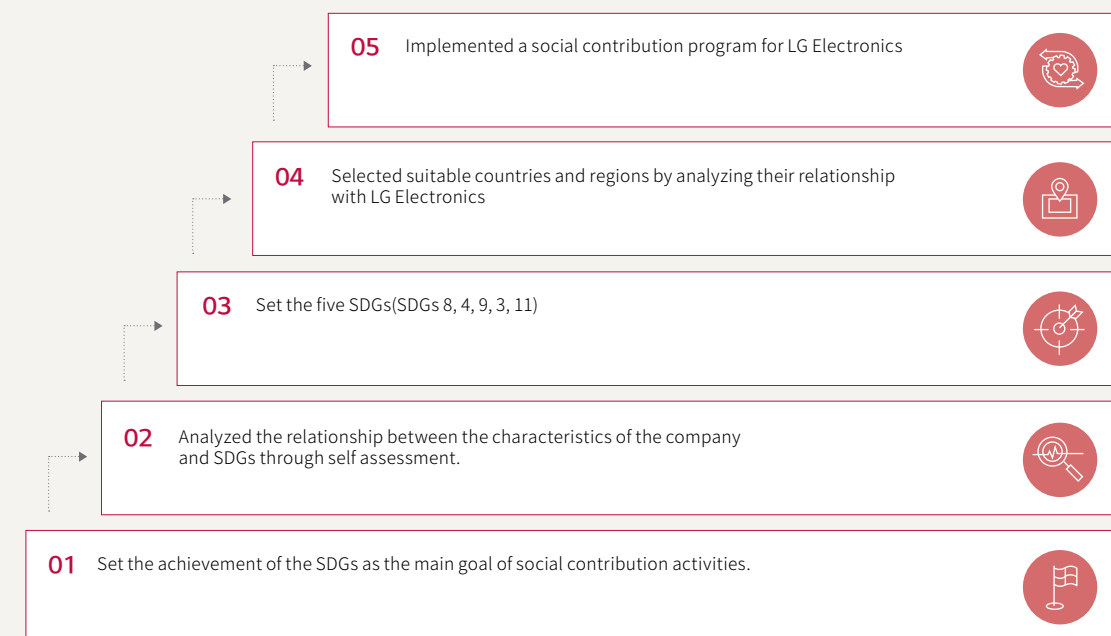 05 Implemented a social contribution program for LG Electronics
04 Selected suitable countries and regions by analyzing their relationship
with LG Electronics
03 Set the five SDGs(SDGs 8, 4, 9, 3, 11)
02 Analyzed the relationship between the characteristics of the company
and SDGs through self assessment.
01 Set the achievement of the SDGs as the main goal of social contribution activities.